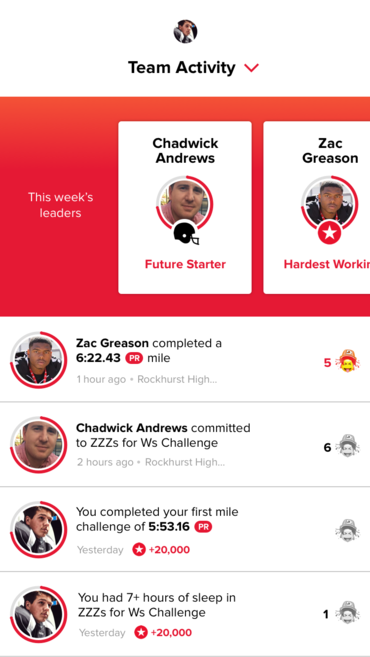 Team Activity
This week's
leaders
Chadwick
Andrews
Future Starter
Zac
Greason
Hardest Workin
Zac Greason completed a
6:22.43 PR mile
1 hour ago • Rockhurst High...
5
Chadwick Andrews committed
to ZZZs for Ws Challenge
2 hours ago • Rockhurst High...
6
You completed your first mile
challenge of 5:53.16 PR
Yesterday +20,000
You had 7+ hours of sleep in
ZZZs for Ws Challenge
Yesterday +20,000
1